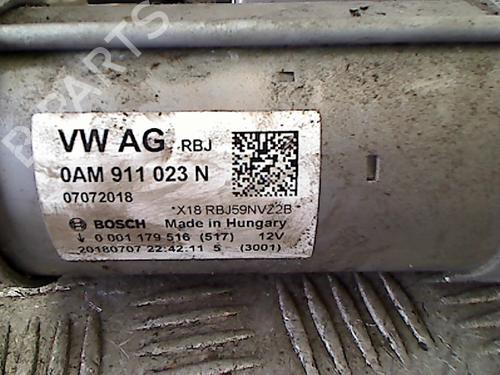 B PARTS
VW AG RBJ
0AM 911 023 N
07072018
*X18 RBJ59NVZ2B*
BOSCH Made in Hungary
0 001 179 516 (517) 12V
20180707 22:42:11 5 (3001)